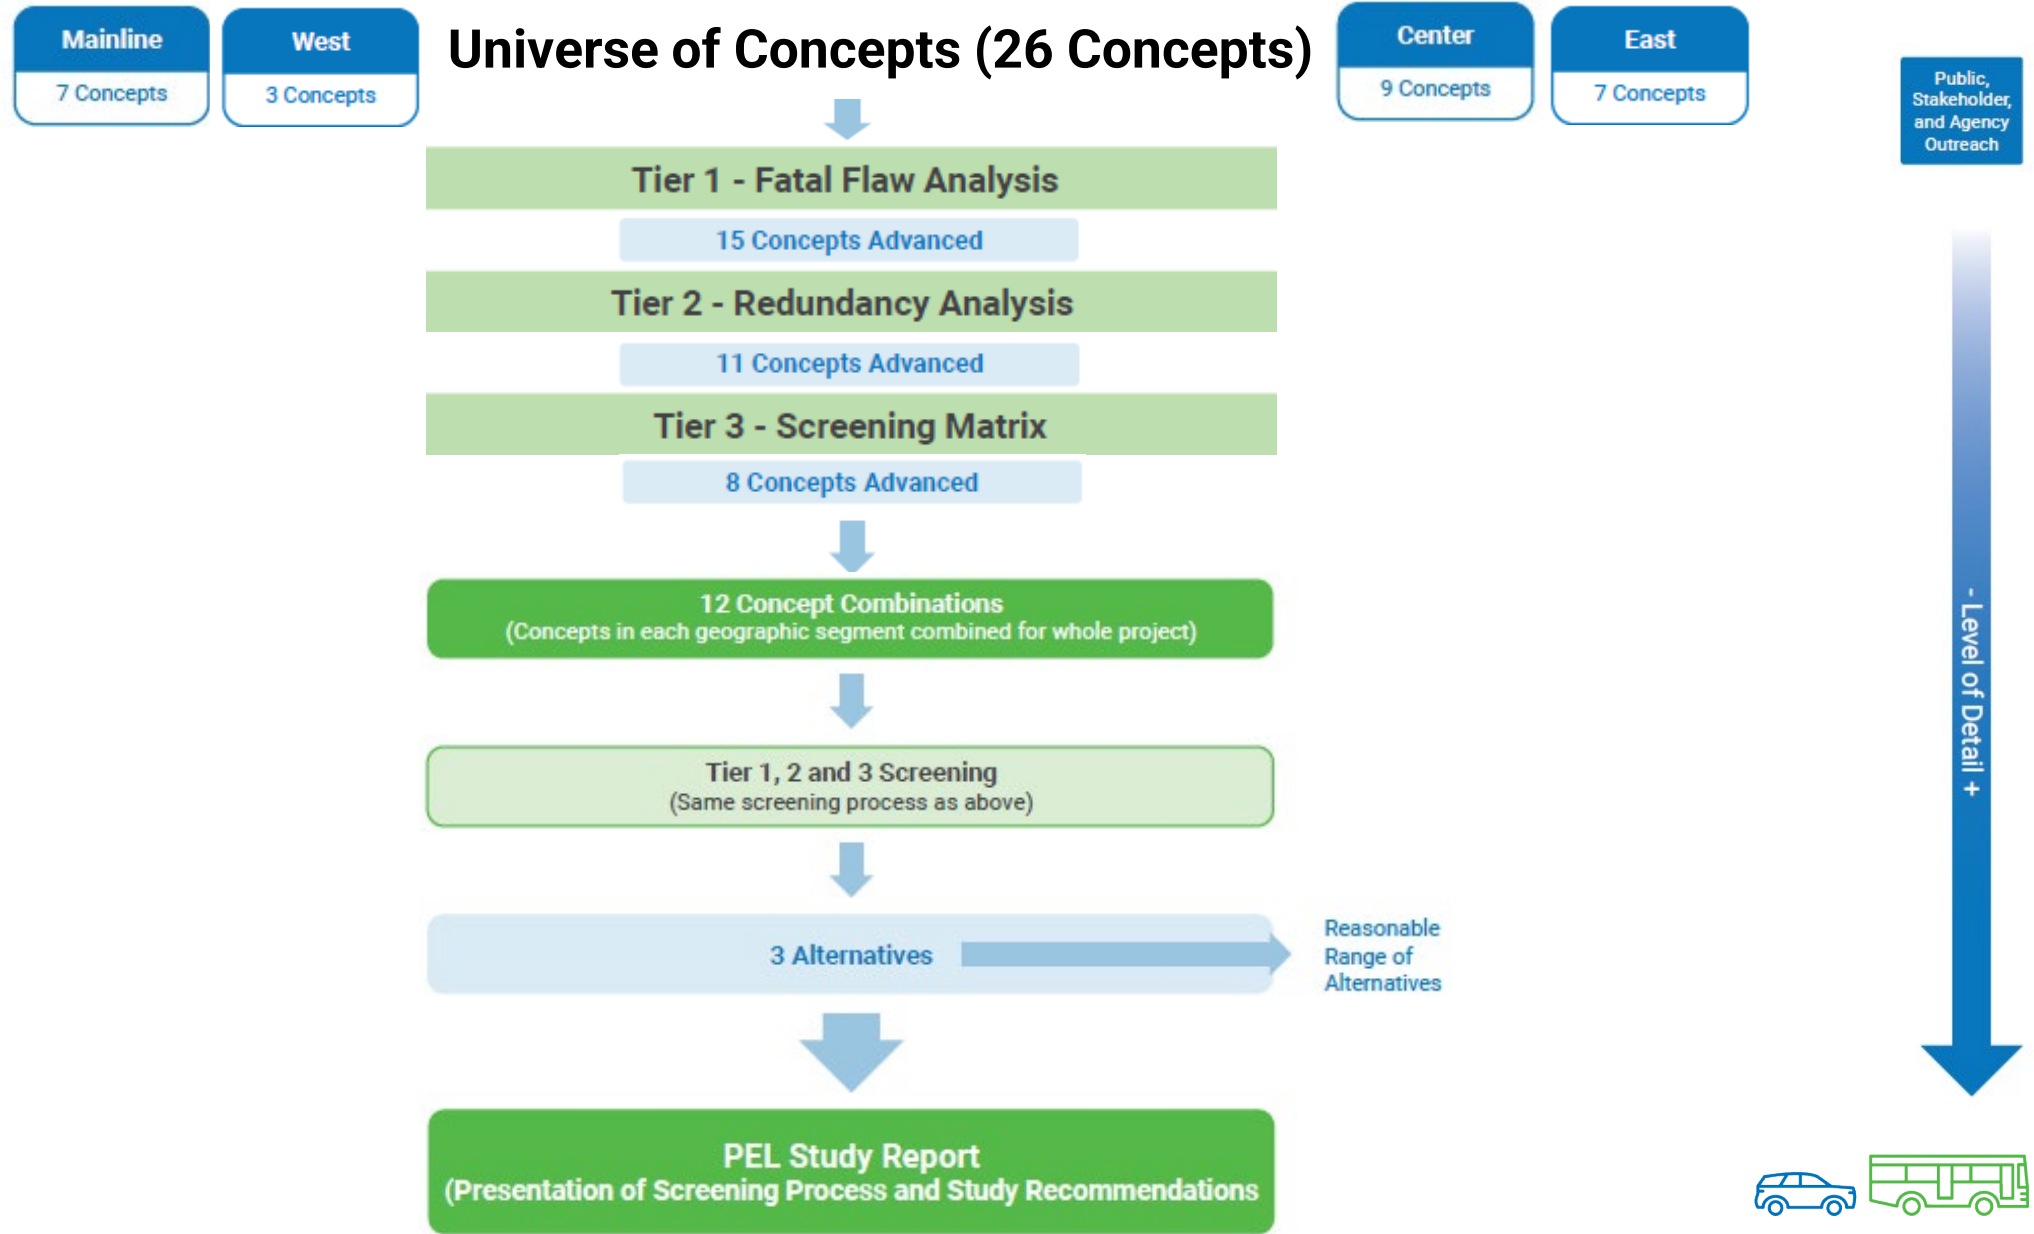 Mainline
7 Concepts
West
3 Concepts
Universe of Concepts (26 Concepts)
Center
9 Concepts
East
7 Concepts
Public,
Stakeholder,
and Agency
Outreach
Tier 1 - Fatal Flaw Analysis
15 Concepts Advanced
Tier 2 - Redundancy Analysis
11 Concepts Advanced
Tier 3 - Screening Matrix
8 Concepts Advanced
12 Concept Combinations
(Concepts in each geographic segment combined for whole project)
Tier 1, 2 and 3 Screening
(Same screening process as above)
3 Alternatives
Reasonable
Range of
Alternatives
- Level of Detail +
PEL Study Report
(Presentation of Screening Process and Study Recommendations